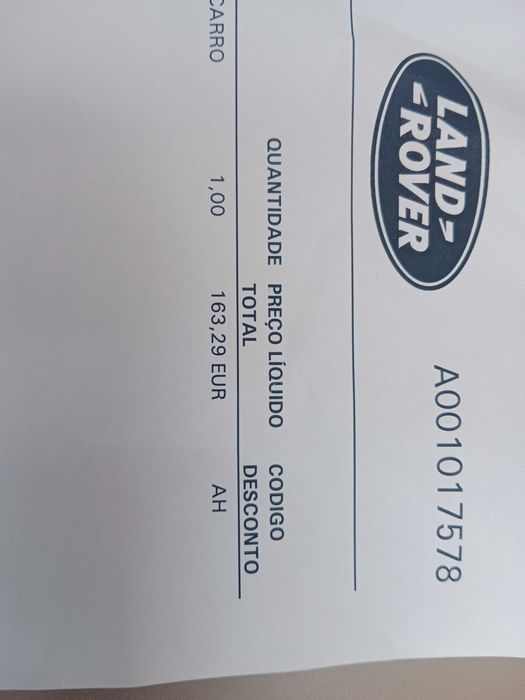 LAND
ROVER
A001017578
QUANTIDADE PREÇO LÍQUIDO CODIGO
TOTAL DESCONTO
CARRO 1,00 163,29 EUR AH